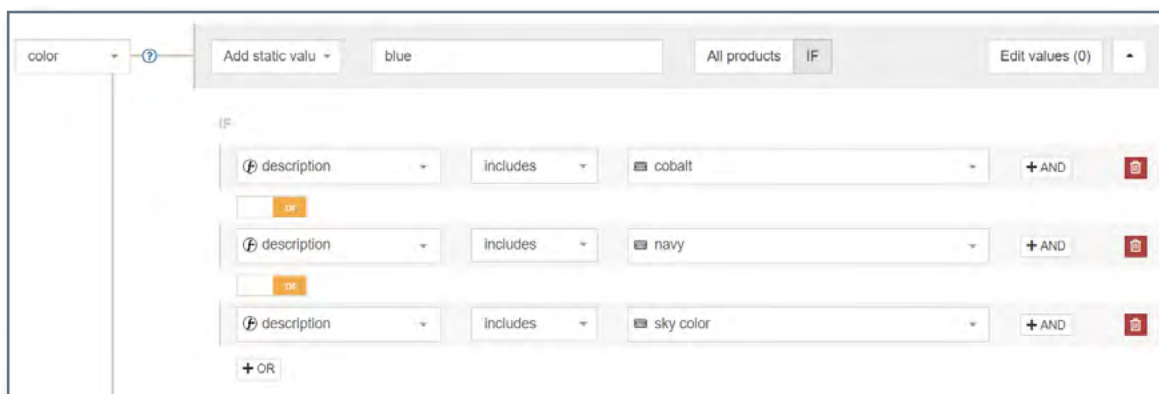 color ? Add static valu blue All products IF Edit values (0)
IF
description includes cobalt + AND
or
description includes navy + AND
or
description includes sky color + AND
+ OR